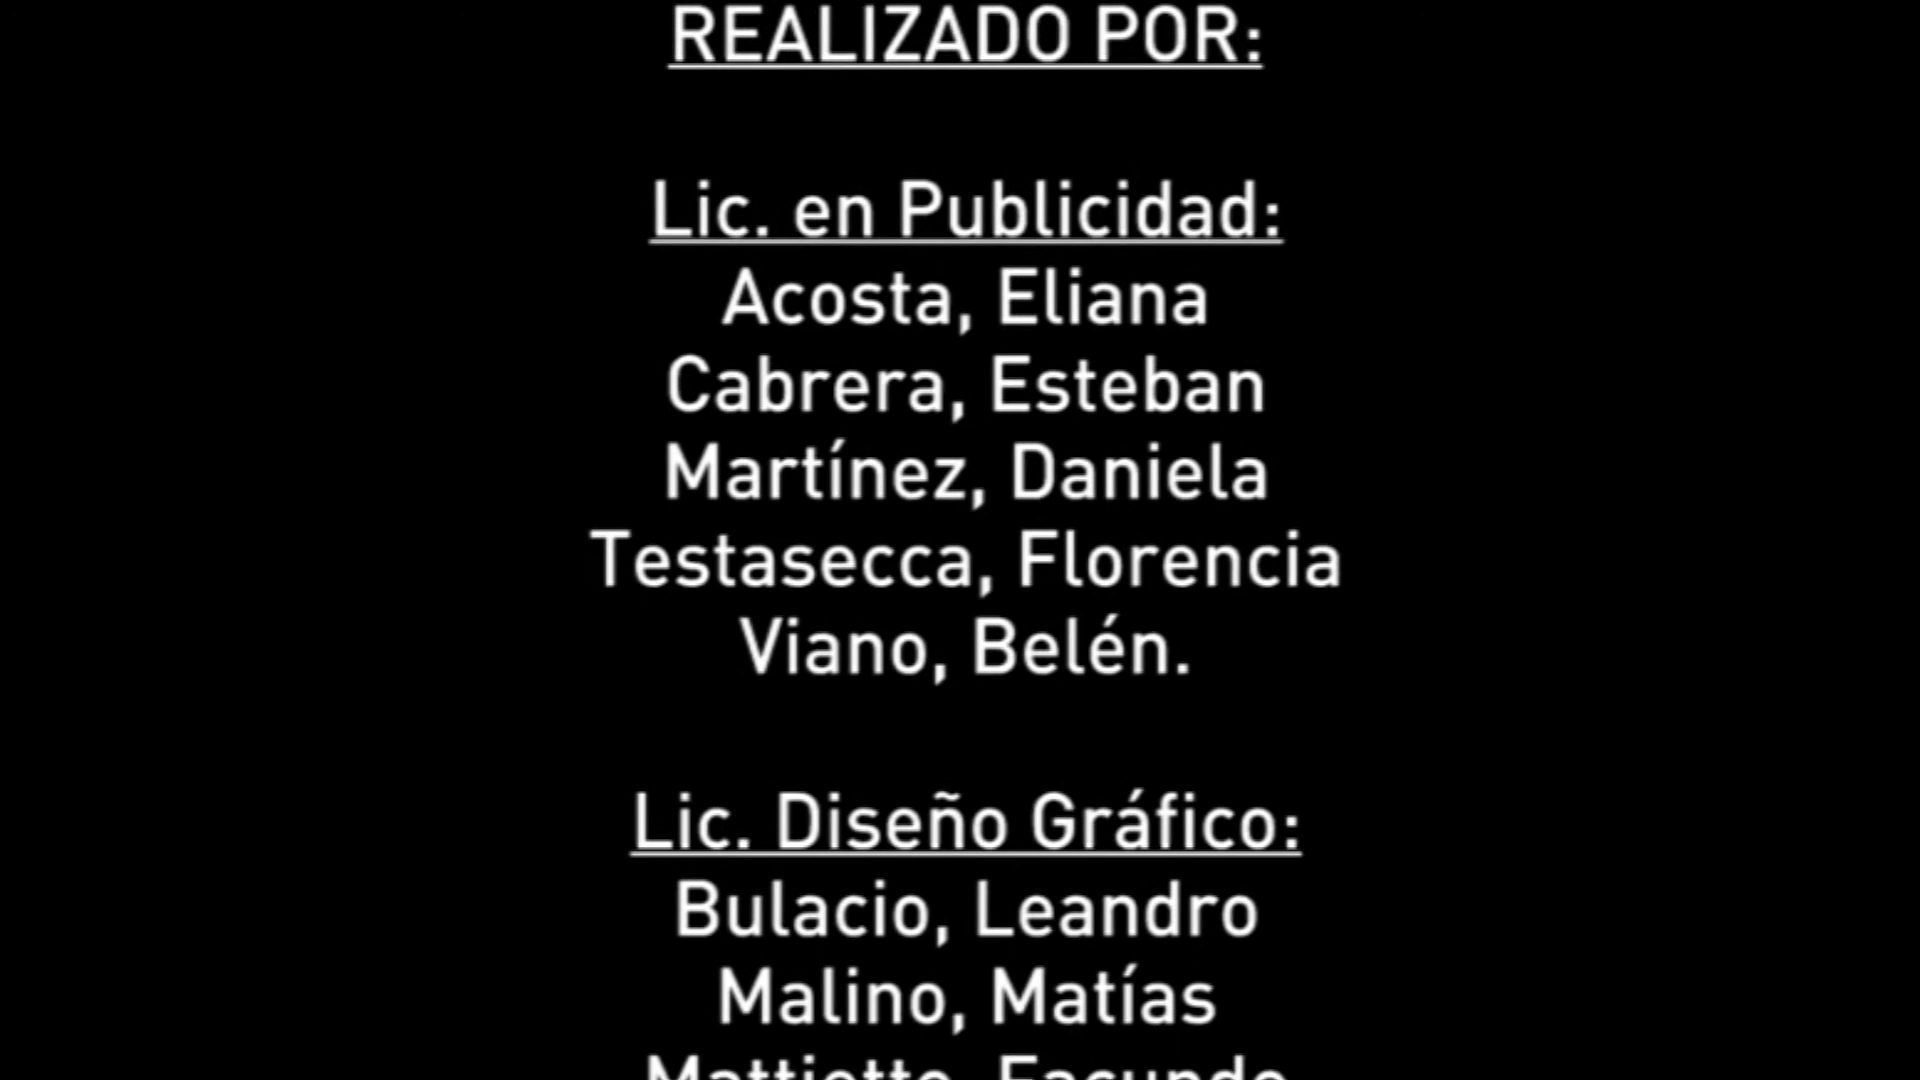 REALIZADO POR:
Lic. en Publicidad:
Acosta, Eliana
Cabrera, Esteban
Martínez, Daniela
Testasecca, Florencia
Viano, Belén.
Lic. Diseño Gráfico:
Bulacio, Leandro
Malino, Matías
Facundo